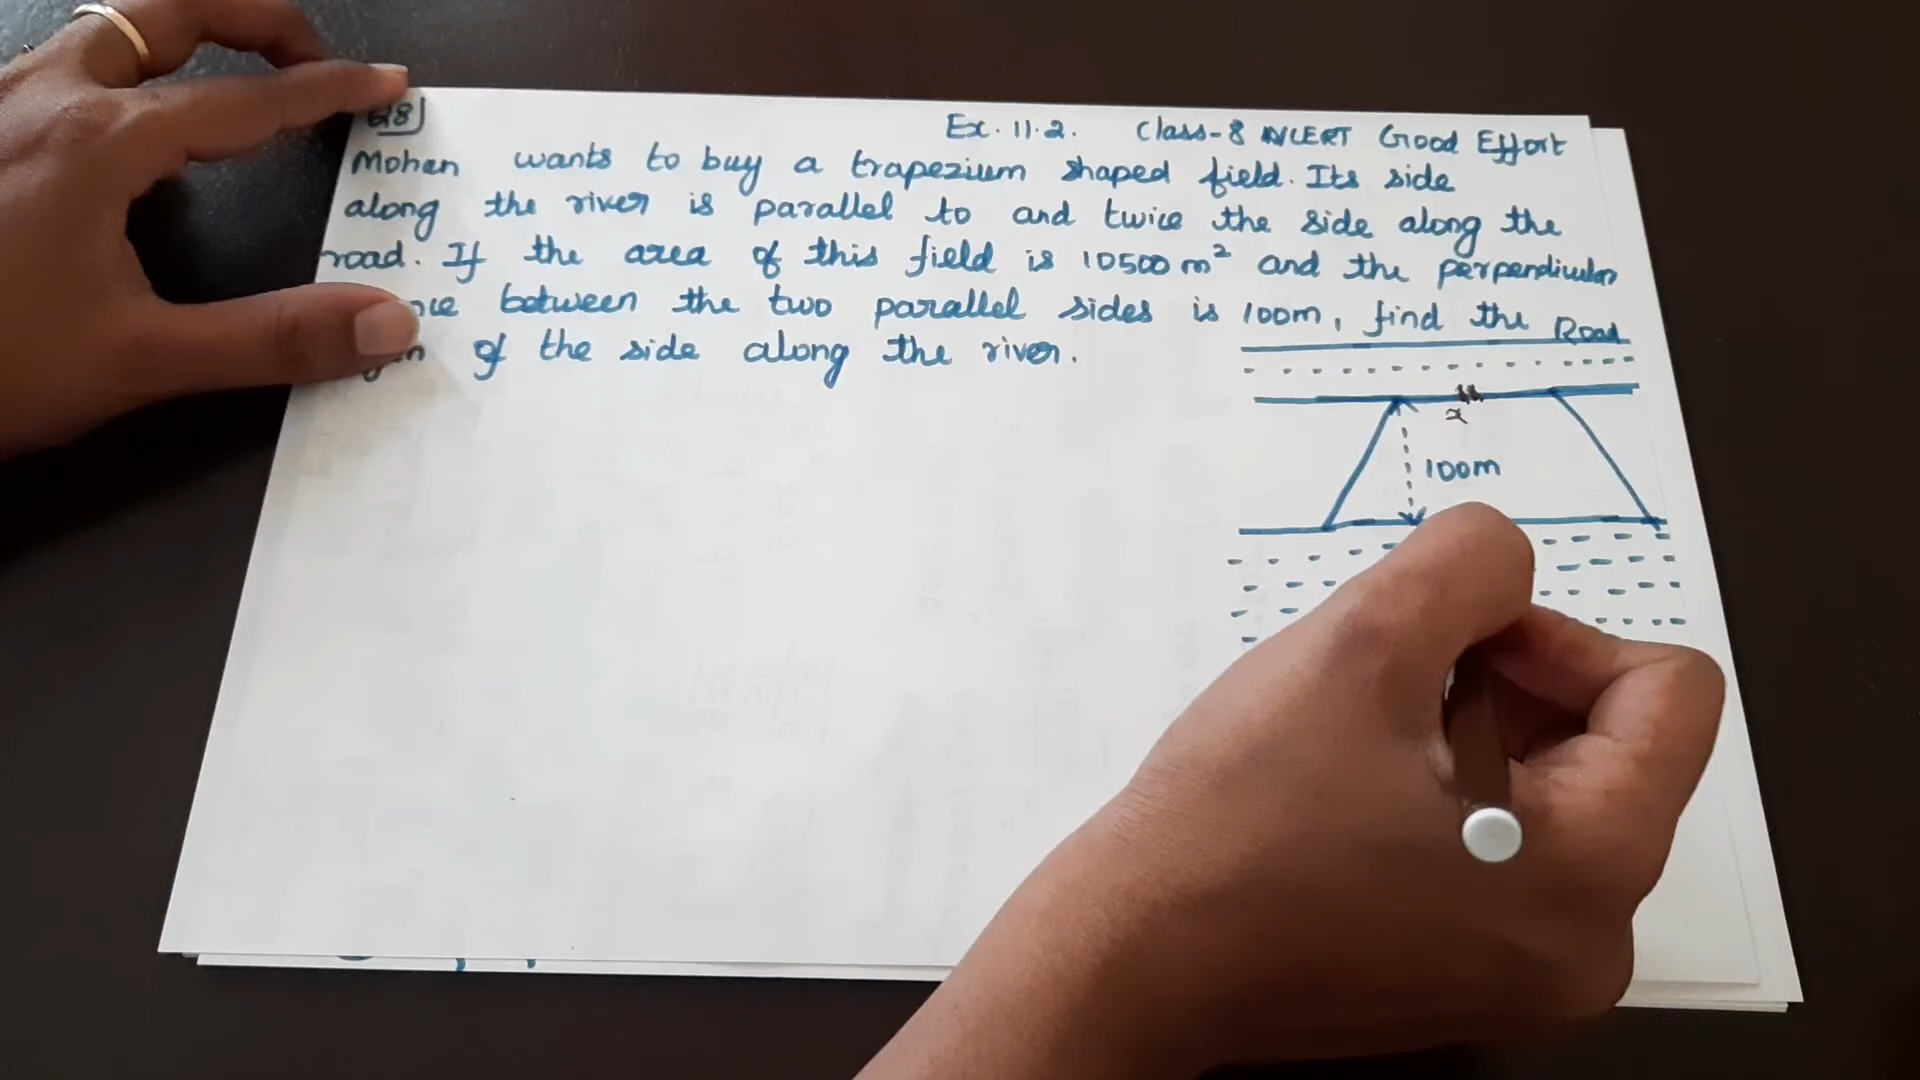 Q8
Ex. 11.2. Class-8 NCERT Good Effort
Mohan wants to buy a trapezium shaped field. Its side
along the river is parallel to and twice the side along the
road. If the area of this field is 10500 m² and the perpendicular
between the two parallel sides is 100m, find the
of the side along the river.
Road
x
100m